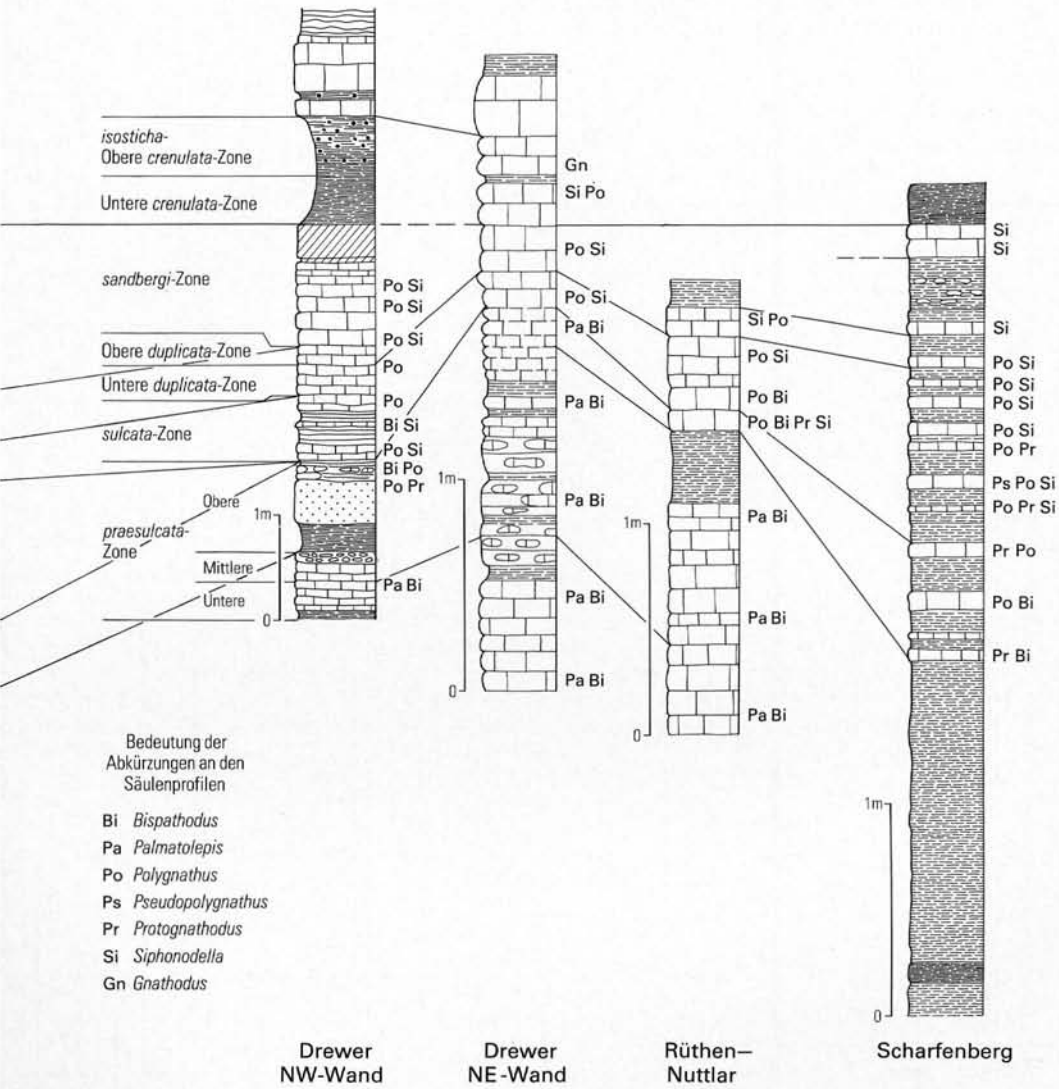 isosticha-
Obere crenulata-Zone
Untere crenulata-Zone
sandbergi-Zone
Obere duplicata-Zone
Untere duplicata-Zone
sulcata-Zone
praesulcata-
Zone
Obere
Mittlere
Untere
1m
0
Po Si
Po Si
Po Si
Po
Po
Bi Si
Po Si
Bi Po
Po Pr
Pa Bi
Drewer
NW-Wand
1m
0
Gn
Si Po
Po Si
Po Si
Pa Bi
Pa Bi
Pa Bi
Pa Bi
Pa Bi
Drewer
NE-Wand
1m
0
Si Po
Po Si
Po Bi
Po Bi Pr Si
Pa Bi
Pa Bi
Pa Bi
Rüthen–
Nuttlar
1m
0
Si
Si
Si
Po Si
Po Si
Po Si
Po Si
Po Pr
Ps Po Si
Po Pr Si
Pr Po
Po Bi
Pr Bi
Scharfenberg
Bedeutung der
Abkürzungen an den
Säulenprofilen
Bi Bispathodus
Pa Palmatolepis
Po Polygnathus
Ps Pseudopolygnathus
Pr Protognathodus
Si Siphonodella
Gn Gnathodus